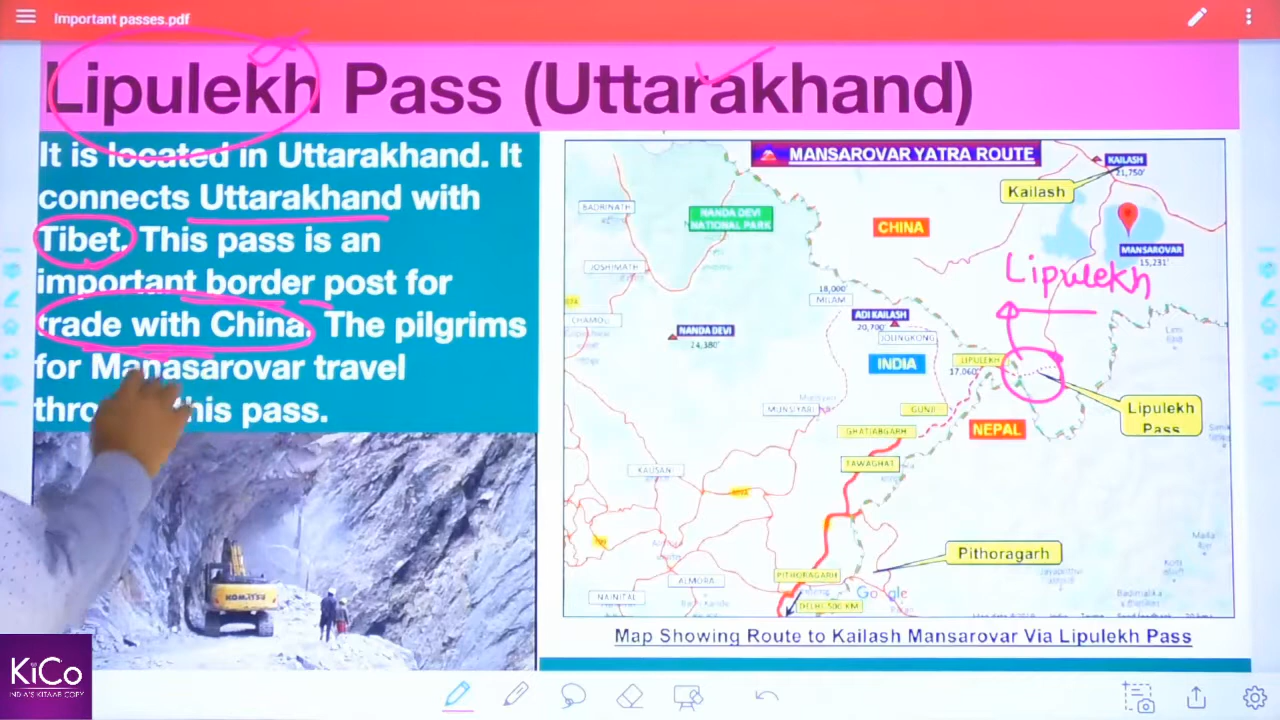 Important passes.pdf
Lipulekh Pass (Uttarakhand)
It is located in Uttarakhand. It
connects Uttarakhand with
Tibet. This pass is an
important border post for
trade with China. The pilgrims
for Manasarovar travel
this pass.
MANSAROVAR YATRA ROUTE
KAILASH
21,750'
Kailash
BADRINATH
NANDA DEVI
NATIONAL PARK
CHINA
MANSAROVAR
15,231'
JOSHIMATH
Lipulekh
18,000'
MILAM
ADI KAILASH
20,700'
CHAMOLI
NANDA DEVI
24,380'
JOLINGKONG
INDIA
LIPULEKH
17,060'
MUNSIYARI
GUNJI
Lipulekh
Pass
GHATIABGARH
NEPAL
TAWAGHAT
KAUSANI
Pithoragarh
PITHORAGARH
ALMORA
NAINITAL
DELHI 500 KM
Google
Map Showing Route to Kailash Mansarovar Via Lipulekh Pass
KiCo
INDIA'S KITAAB COPY